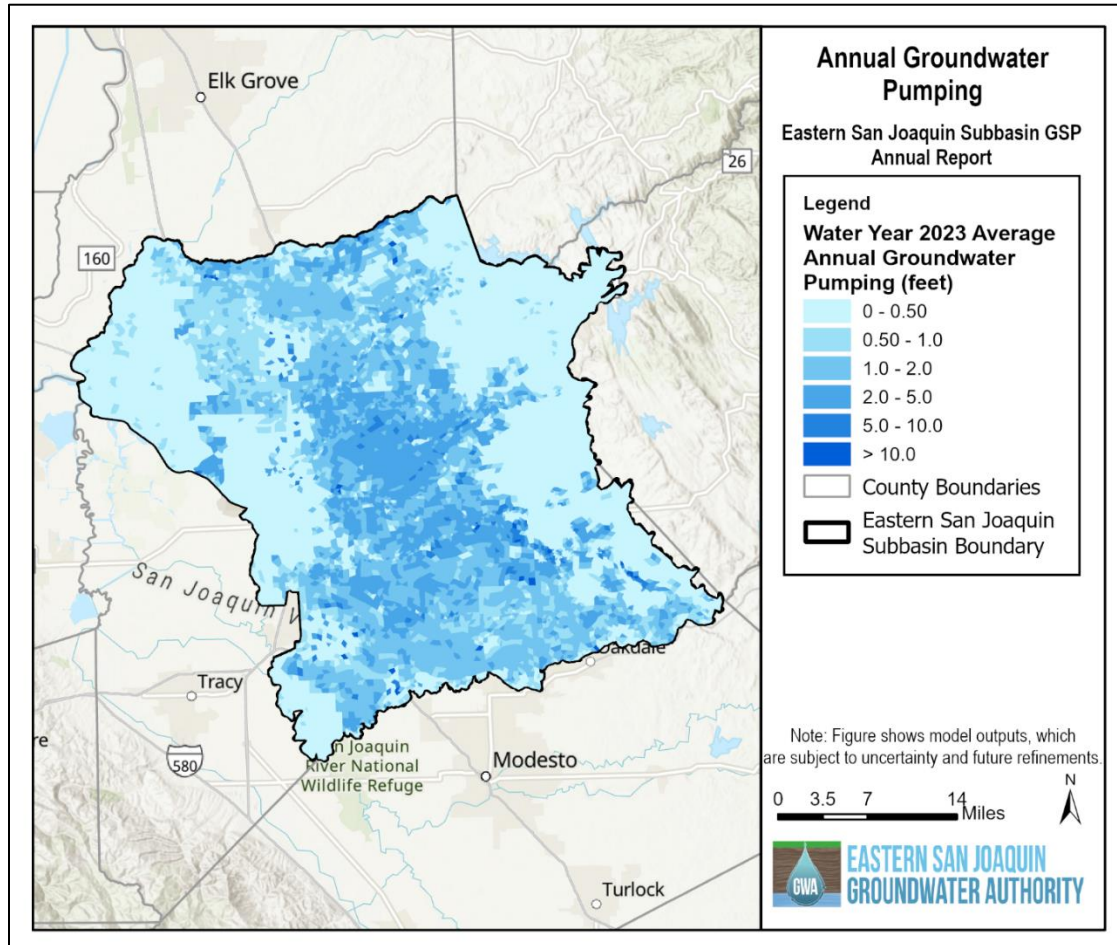 Elk Grove
26
160
San Joaquin V
Tracy
580
Oakdale
n Joaquin
River National
Wildlife Refuge
Modesto
Turlock
re
Annual Groundwater
Pumping
Eastern San Joaquin Subbasin GSP
Annual Report
Legend
Water Year 2023 Average
Annual Groundwater
Pumping (feet)
0 - 0.50
0.50 - 1.0
1.0 - 2.0
2.0 - 5.0
5.0 - 10.0
> 10.0
County Boundaries
Eastern San Joaquin
Subbasin Boundary
Note: Figure shows model outputs, which
are subject to uncertainty and future refinements.
N
0 3.5 7 14
Miles
GWA
EASTERN SAN JOAQUIN
GROUNDWATER AUTHORITY